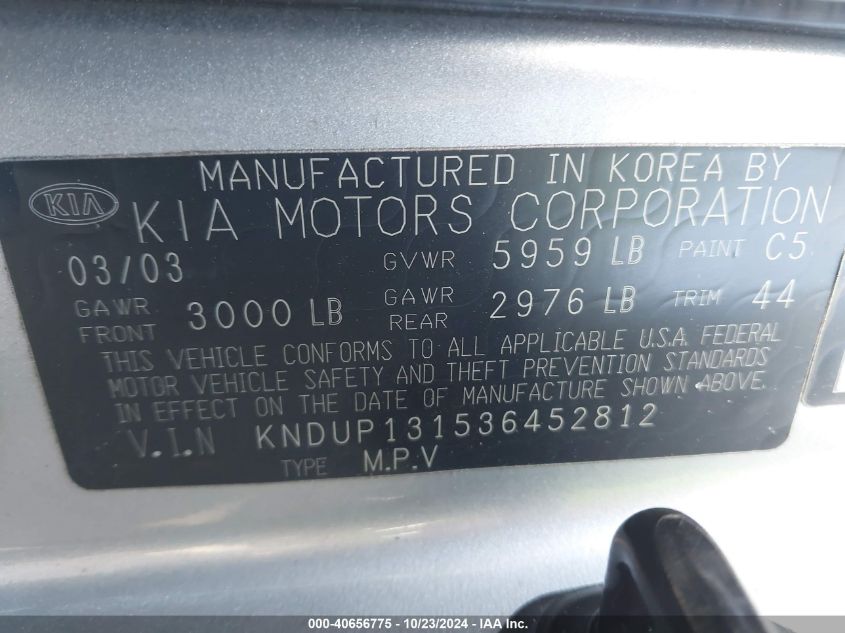 MANUFACTURED IN KOREA BY
KIA KIA MOTORS CORPORATION
03/03 GVWR 5959 LB PAINT C5
GAWR FRONT 3000 LB GAWR REAR 2976 LB TRIM 44
THIS VEHICLE CONFORMS TO ALL APPLICABLE U.S.A. FEDERAL
MOTOR VEHICLE SAFETY AND THEFT PREVENTION STANDARDS
IN EFFECT ON THE DATE OF MANUFACTURE SHOWN ABOVE.
V.I.N KNDUP131536452812
TYPE M.P.V
000-40656775 - 10/23/2024 - IAAI.com